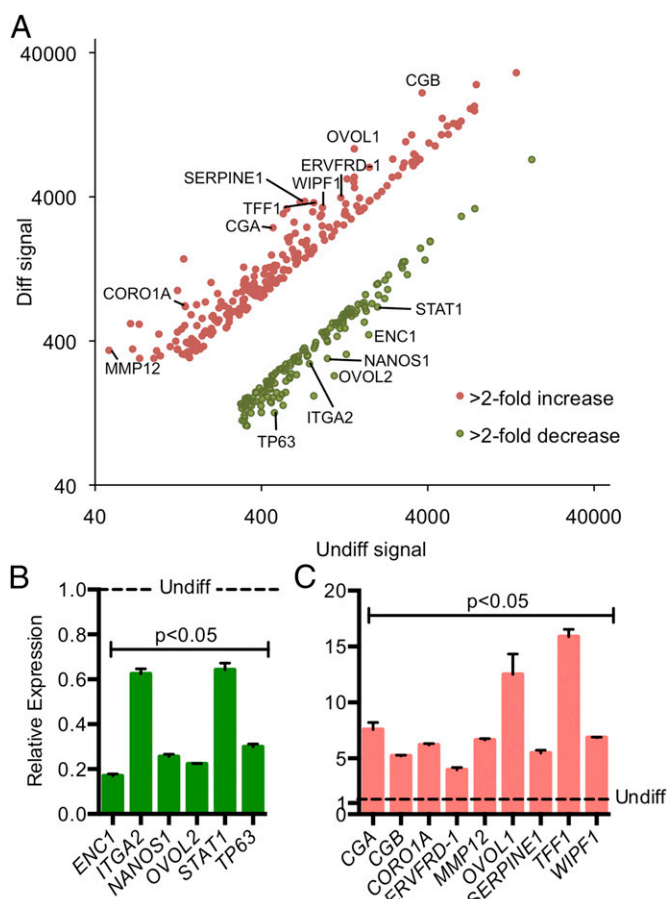 A
40000
4000
400
40
Diff signal
CGB
OVOL1
ERVFRD-1
SERPINE1
WIPF1
TFF1
CGA
CORO1A
MMP12
STAT1
ENC1
NANOS1
OVOL2
ITGA2
TP63
>2-fold increase
>2-fold decrease
40 400 4000 40000
Undiff signal
B
1.0
0.8
0.6
0.4
0.2
0.0
Relative Expression
Undiff
p<0.05
ENC1
ITGA2
NANOS1
OVOL2
STAT1
TP63
C
20
15
10
5
1
0
p<0.05
Undiff
CGA
CGB
CORO1A
ERVFRD-1
MMP12
OVOL1
SERPINE1
TFF1
WIPF1